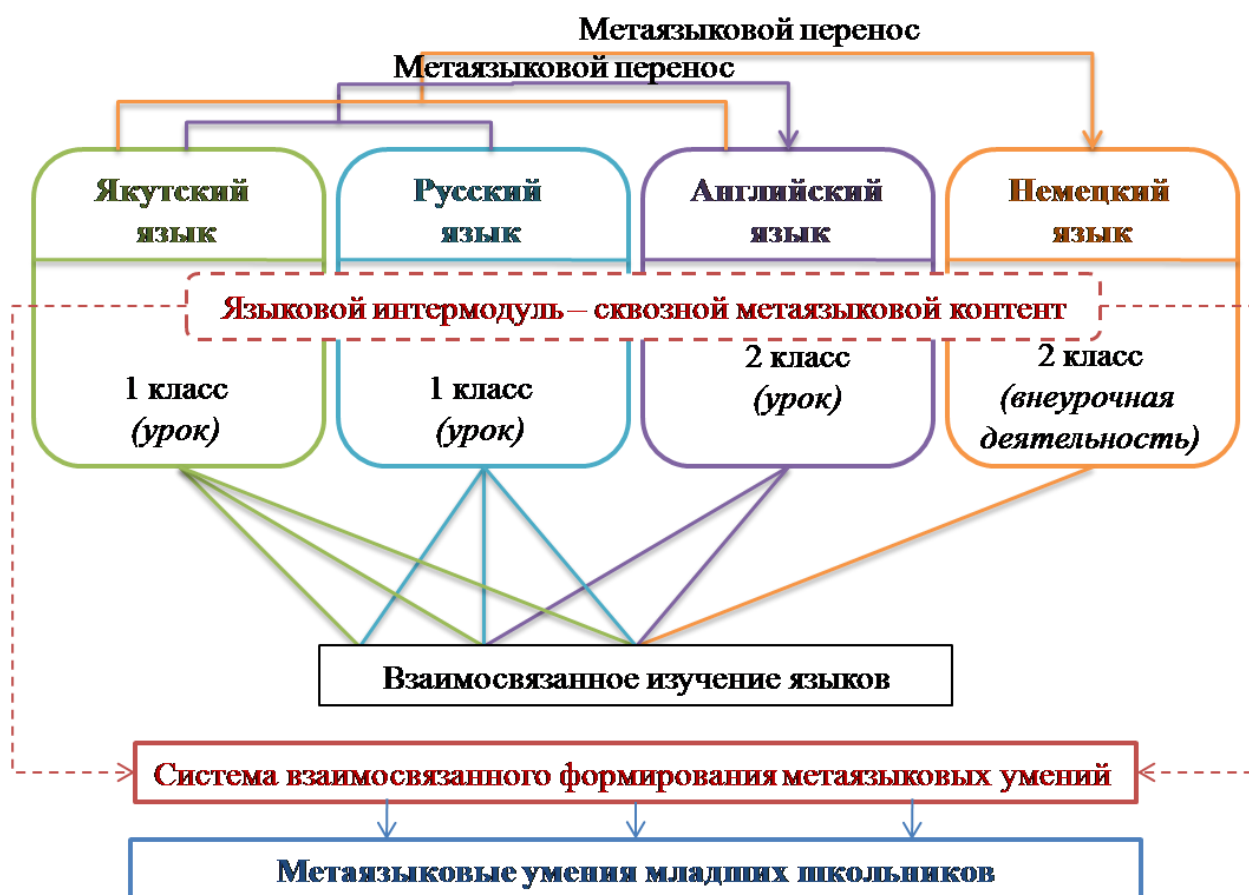 Метаязыковой перенос
Метаязыковой перенос
Якутский
язык
Русский
язык
Английский
язык
Немецкий
язык
Языковой интермодуль – сквозной метаязыковой контент
1 класс
(урок)
1 класс
(урок)
2 класс
(урок)
2 класс
(внеурочная
деятельность)
Взаимосвязанное изучение языков
Система взаимосвязанного формирования метаязыковых умений
Метаязыковые умения младших школьников